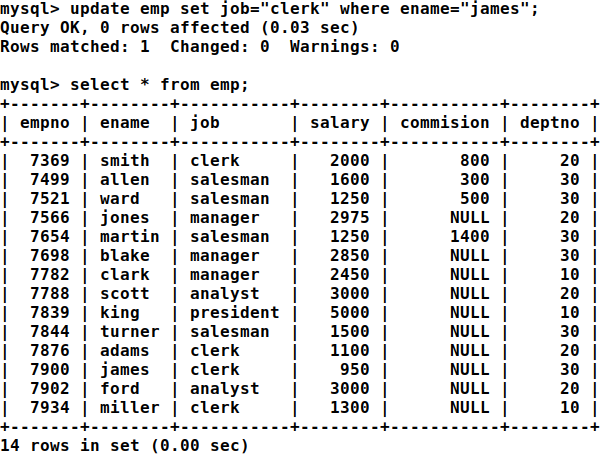 mysql> update emp set job="clerk" where ename="james";
Query OK, 0 rows affected (0.03 sec)
Rows matched: 1  Changed: 0  Warnings: 0

mysql> select * from emp;
+-------+--------+-----------+--------+-----------+--------+
| empno | ename  | job       | salary | commision | deptno |
+-------+--------+-----------+--------+-----------+--------+
|  7369 | smith  | clerk     |   2000 |       800 |     20 |
|  7499 | allen  | salesman  |   1600 |       300 |     30 |
|  7521 | ward   | salesman  |   1250 |       500 |     30 |
|  7566 | jones  | manager   |   2975 |      NULL |     20 |
|  7654 | martin | salesman  |   1250 |      1400 |     30 |
|  7698 | blake  | manager   |   2850 |      NULL |     30 |
|  7782 | clark  | manager   |   2450 |      NULL |     10 |
|  7788 | scott  | analyst   |   3000 |      NULL |     20 |
|  7839 | king   | president |   5000 |      NULL |     10 |
|  7844 | turner | salesman  |   1500 |      NULL |     30 |
|  7876 | adams  | clerk     |   1100 |      NULL |     20 |
|  7900 | james  | clerk     |    950 |      NULL |     30 |
|  7902 | ford   | analyst   |   3000 |      NULL |     20 |
|  7934 | miller | clerk     |   1300 |      NULL |     10 |
+-------+--------+-----------+--------+-----------+--------+
14 rows in set (0.00 sec)